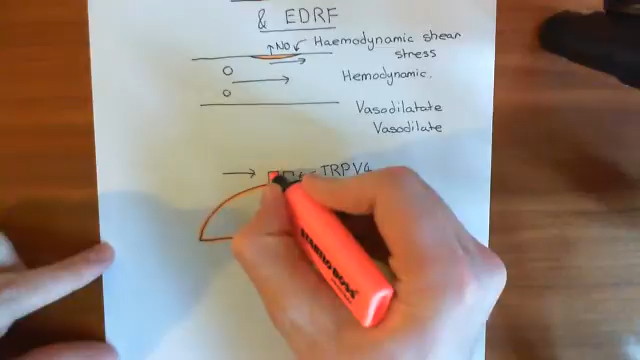 & EDRF
↑NO Haemodynamic shear
stress
Hemodynamic.
Vasodilatate
Vasodilate
TRPV4
STABILO BOSS